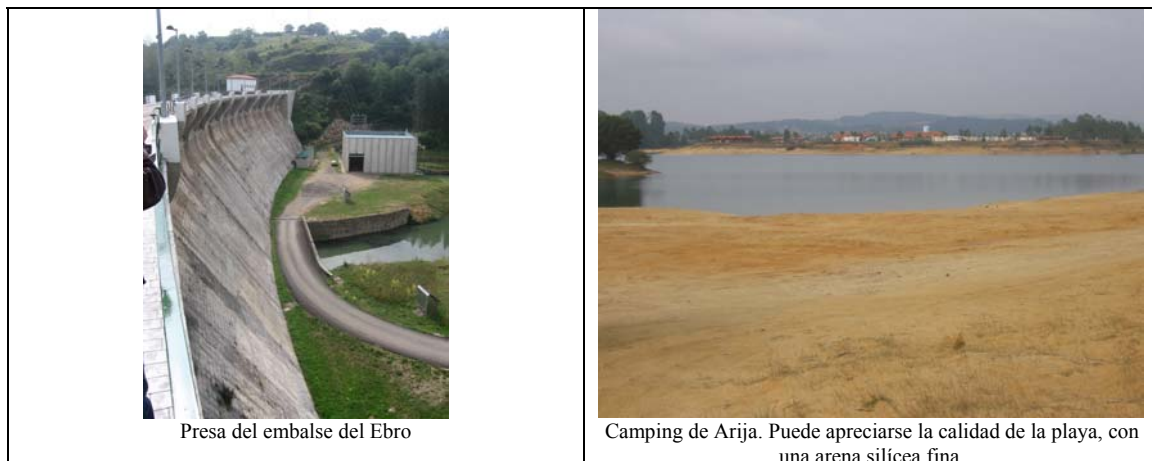 Presa del embalse del Ebro
Camping de Arija. Puede apreciarse la calidad de la playa, con
una arena silícea fina